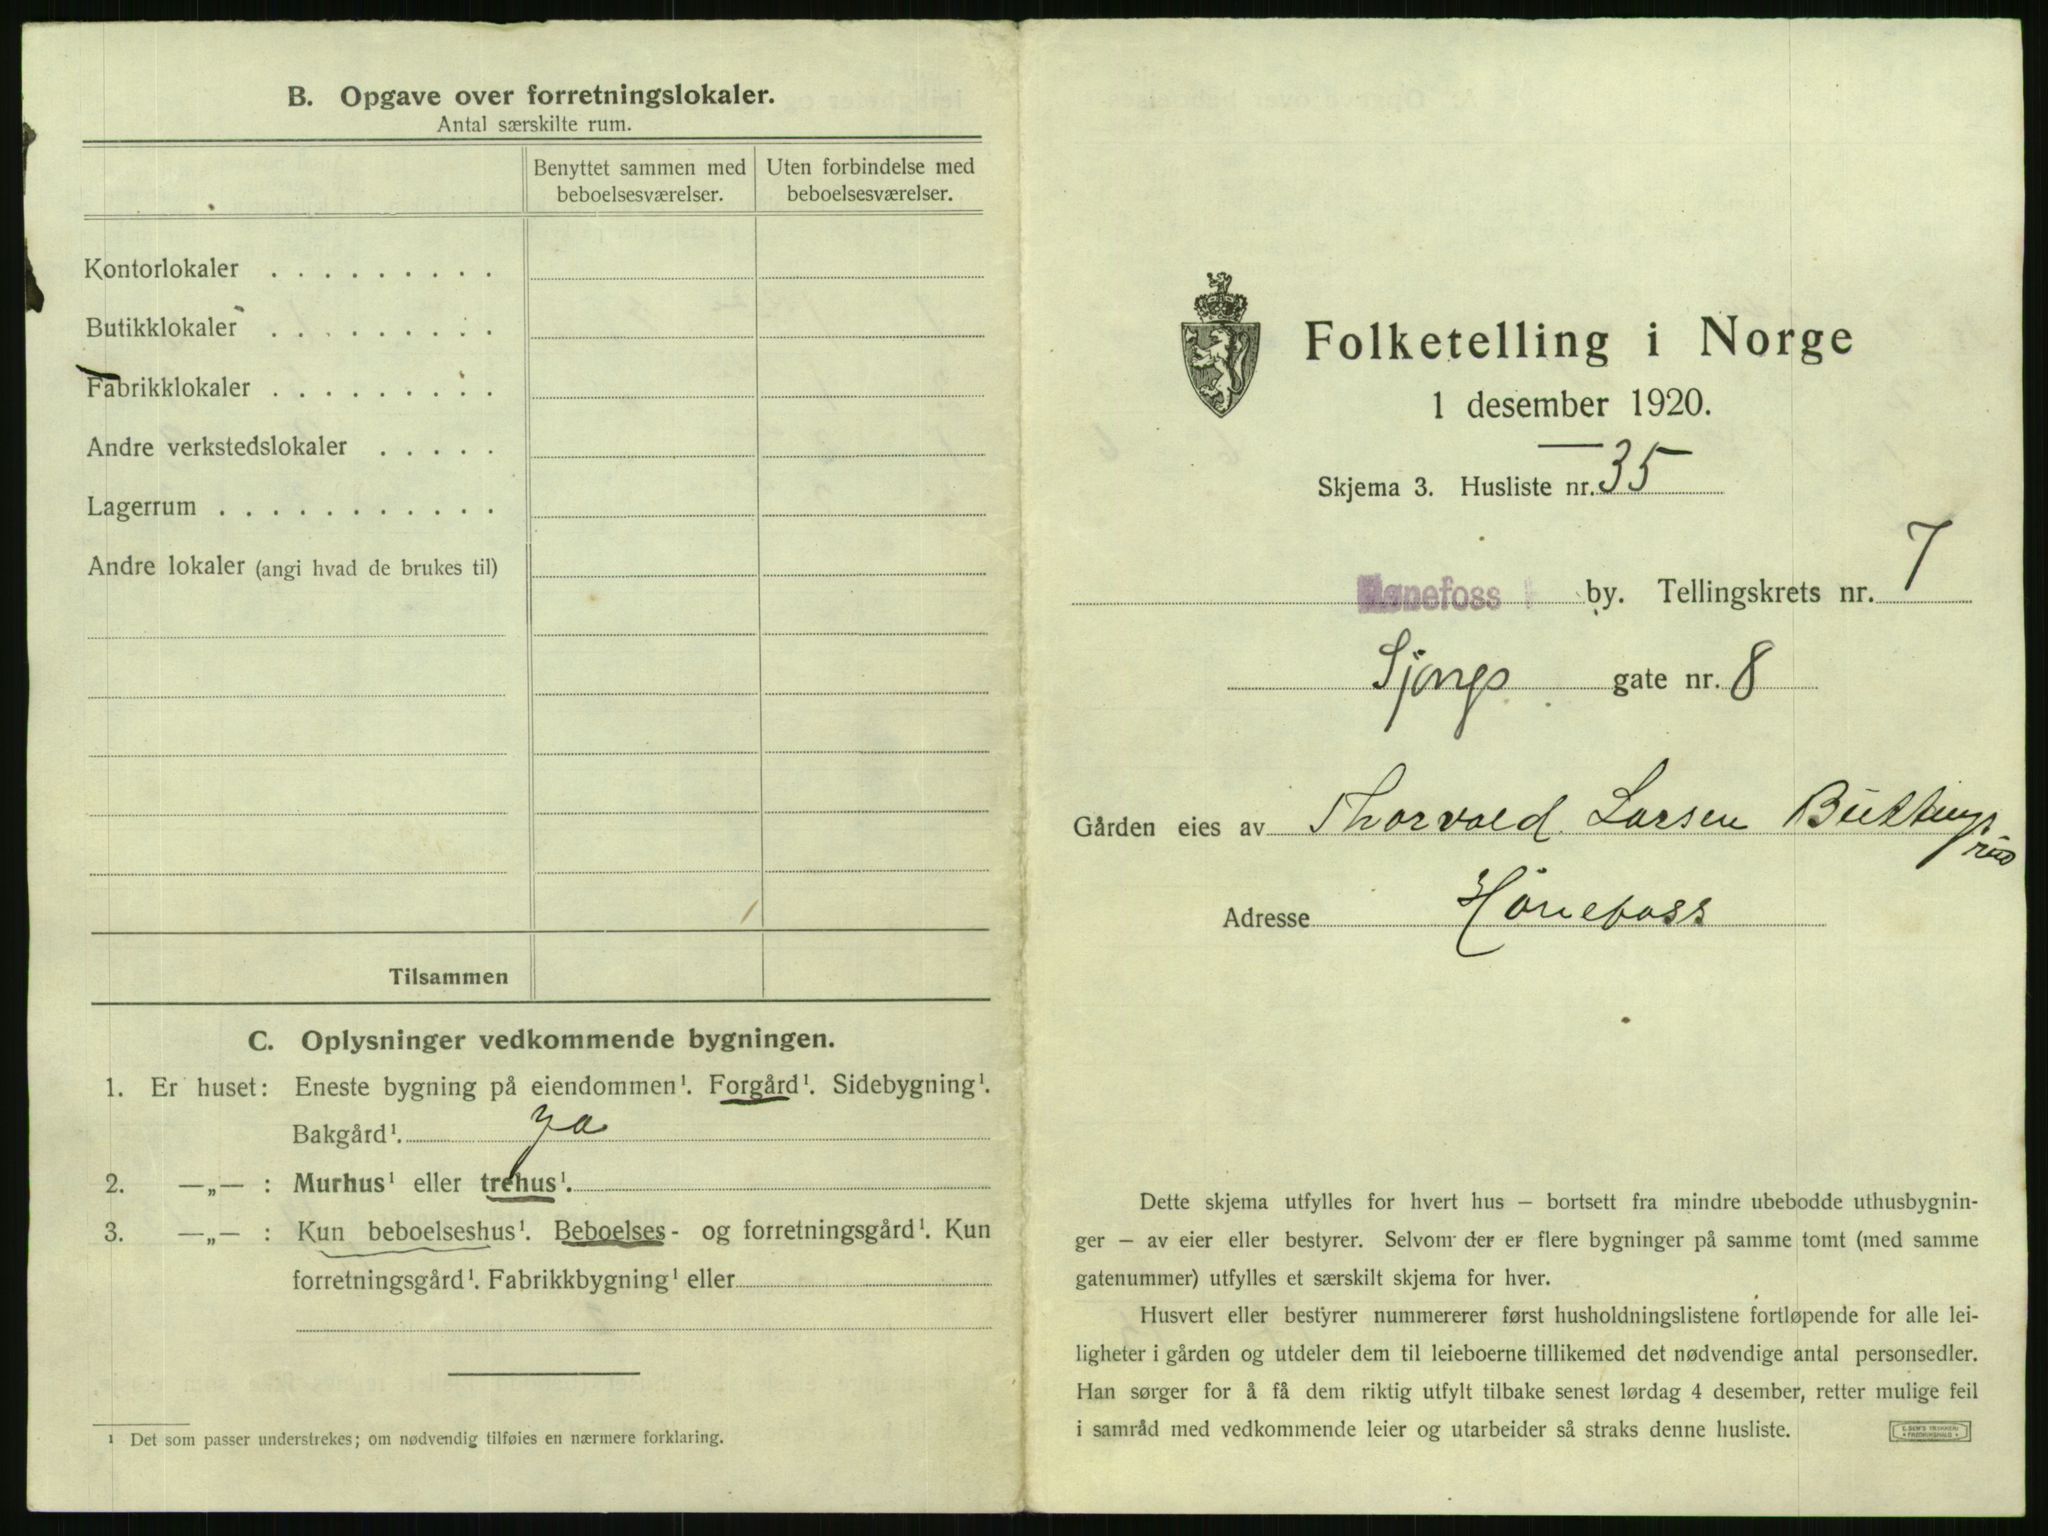 B. Opgave over forretningslokaler.
Antal særskilte rum.
Benyttet sammen med beboelsesværelser.
Uten forbindelse med beboelsesværelser.
Kontorlokaler . . . . . . . . .
Butikklokaler . . . . . . . . .
Fabrikklokaler . . . . . . . . .
Andre verkstedslokaler . . . . .
Lagerrum . . . . . . . . . . .
Andre lokaler (angi hvad de brukes til)
Tilsammen
C. Oplysninger vedkommende bygningen.
1. Er huset: Eneste bygning på eiendommen¹. Forgård¹. Sidebygning¹.
Bakgård¹. Ja
2. —„— : Murhus¹ eller trehus¹.
3. —„— : Kun beboelseshus¹. Beboelses- og forretningsgård¹. Kun
forretningsgård¹. Fabrikkbygning¹ eller
¹ Det som passer understrekes; om nødvendig tilføies en nærmere forklaring.
Folketelling i Norge
1 desember 1920.
Skjema 3. Husliste nr. 35
Hønefoss by. Tellingskrets nr. 7
gate nr. 8
Gården eies av Thorvald Larsen
Adresse Hönefoss
Dette skjema utfylles for hvert hus – bortsett fra mindre ubebodde uthusbygnin-
ger – av eier eller bestyrer. Selvom der er flere bygninger på samme tomt (med samme
gatenummer) utfylles et særskilt skjema for hver.
Husvert eller bestyrer nummererer først husholdningslistene fortløpende for alle lei-
ligheter i gården og utdeler dem til leieboerne tillikemed det nødvendige antal personsedler.
Han sørger for å få dem riktig utfylt tilbake senest lørdag 4 desember, retter mulige feil
i samråd med vedkommende leier og utarbeider så straks denne husliste.